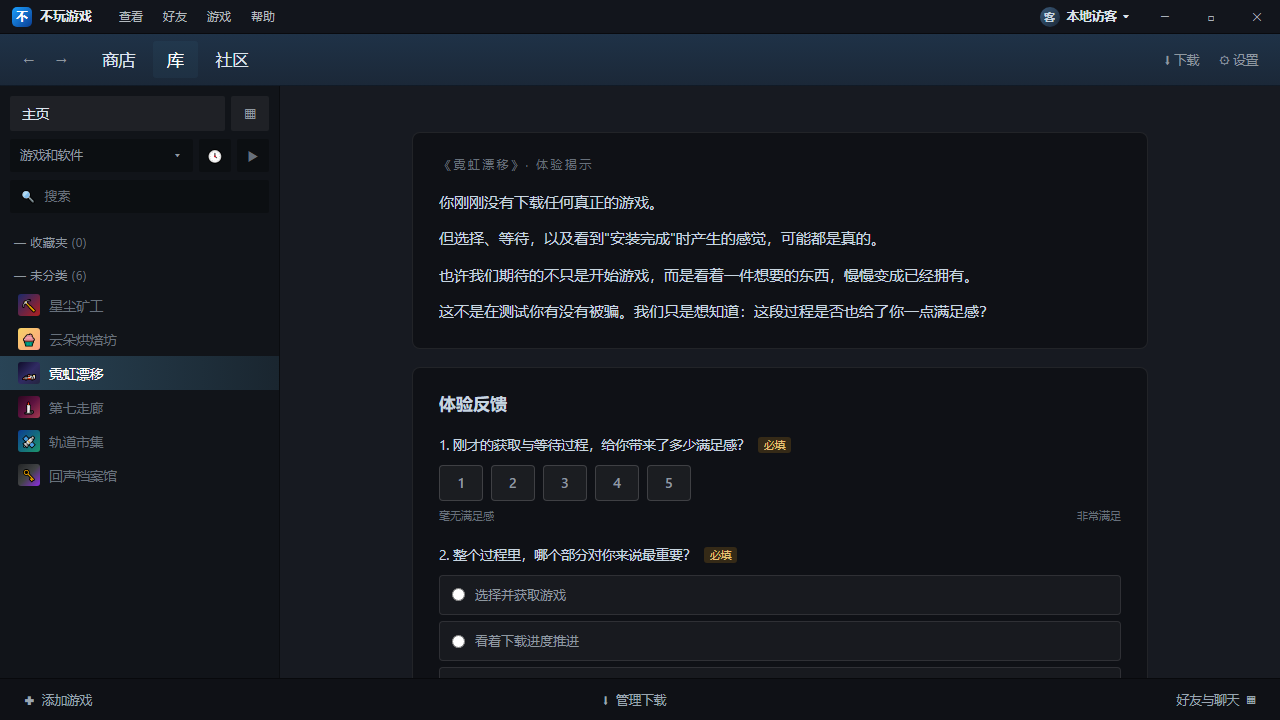 不 不玩游戏 查看 好友 游戏 帮助 客 本地访客
← → 商店 库 社区 下载 设置
主页
游戏和软件
搜索
— 收藏夹 (0)
— 未分类 (6)
星尘矿工
云朵烘焙坊
霓虹漂移
第七走廊
轨道市集
回声档案馆
《霓虹漂移》· 体验揭示
你刚刚没有下载任何真正的游戏。
但选择、等待，以及看到"安装完成"时产生的感觉，可能都是真的。
也许我们期待的不只是开始游戏，而是看着一件想要的东西，慢慢变成已经拥有。
这不是在测试你有没有被骗。我们只是想知道：这段过程是否也给了你一点满足感？
体验反馈
1. 刚才的获取与等待过程，给你带来了多少满足感？ 必填
1 2 3 4 5
毫无满足感 非常满足
2. 整个过程里，哪个部分对你来说最重要？ 必填
选择并获取游戏
看着下载进度推进
添加游戏 管理下载 好友与聊天